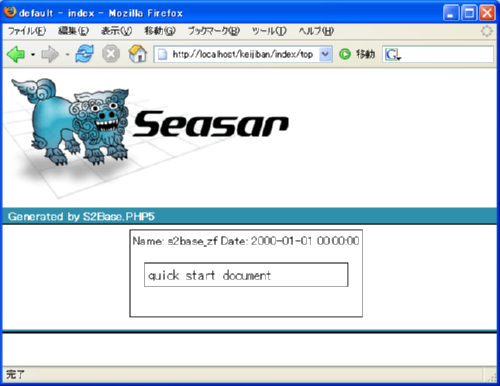 default - index - Mozilla Firefox
ファイル(F) 編集(E) 表示(V) 移動(G) ブックマーク(B) ツール(T) ヘルプ(H)
http://localhost/keijiban/index/top 移動 G
Seasar
Generated by S2Base.PHP5
Name: s2base_zf Date: 2000-01-01 00:00:00
quick start document
完了